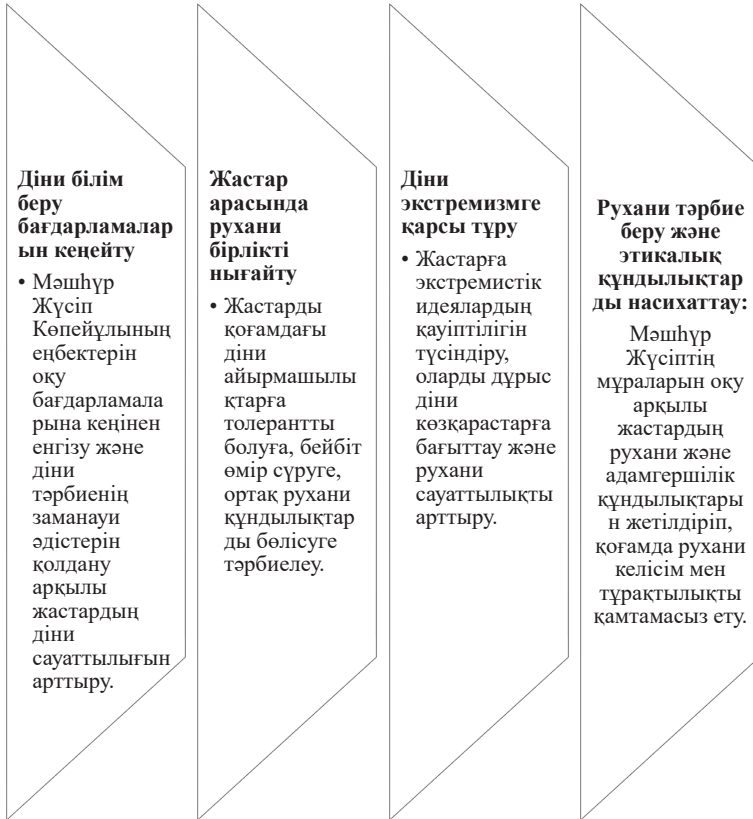 Діни білім
беру
бағдарламалар
ын кеңейту
• Мәшһүр
Жүсіп
Көпейұлының
еңбектерін
оқу
бағдарламала
рына кеңінен
енгізу және
діни
тәрбиенің
заманауи
әдістерін
қолдану
арқылы
жастардың
діни
сауаттылығын
арттыру.
Жастар
арасында
рухани
бірлікті
нығайту
• Жастарды
қоғамдағы
діни
айырмашылы
қтарға
толерантты
болуға, бейбіт
өмір сүруге,
ортақ рухани
құндылықтар
ды бөлісуге
тәрбиелеу.
Діни
экстремизмге
қарсы тұру
• Жастарға
экстремистік
идеялардың
қауіптілігін
түсіндіру,
оларды дұрыс
діни
көзқарастарға
бағыттау және
рухани
сауаттылықты
арттыру.
Рухани тәрбие
беру және
этикалық
құндылықтар
ды насихаттау:
Мәшһүр
Жүсіптің
мұраларын оқу
арқылы
жастардың
рухани және
адамгершілік
құндылықтары
н жетілдіріп,
қоғамда рухани
келісім мен
тұрақтылықты
қамтамасыз ету.